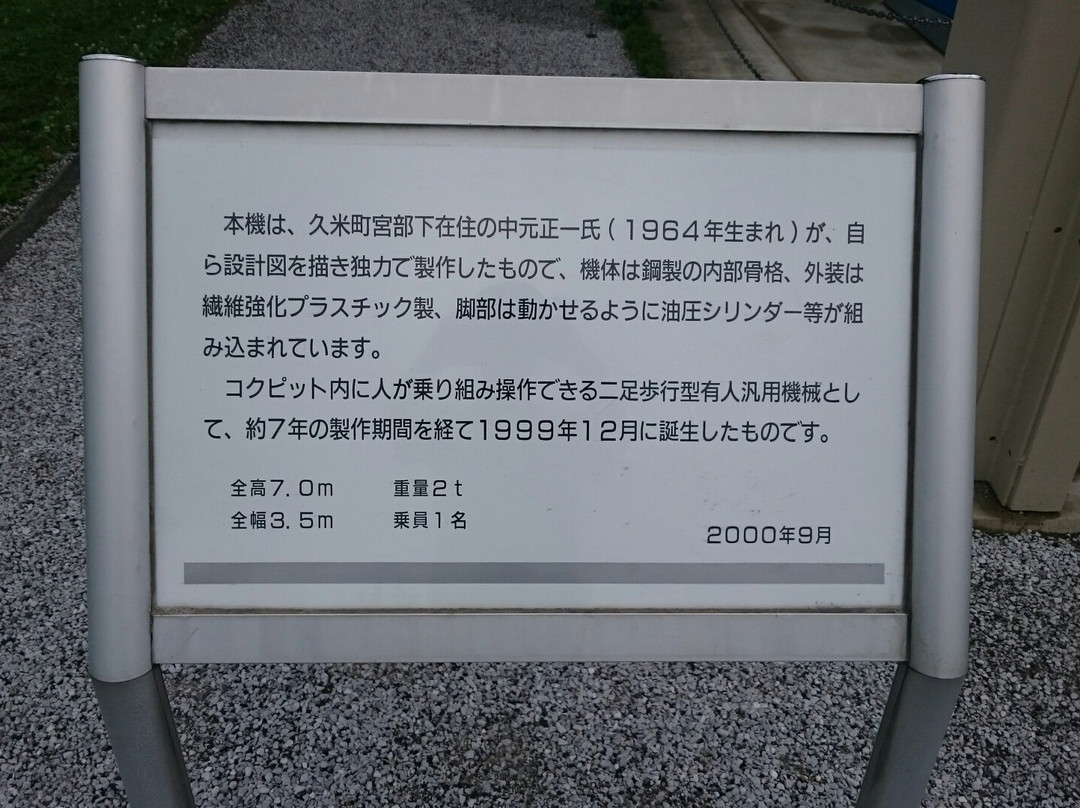 本機は、久米町宮部下在住の中元正一氏(1964年生まれ)が、自
ら設計図を描き独力で製作したもので、機体は鋼製の内部骨格、外装は
繊維強化プラスチック製、脚部は動かせるように油圧シリンダー等が組
み込まれています。
コクピット内に人が乗り組み操作できる二足歩行型有人汎用機械とし
て、約7年の製作期間を経て1999年12月に誕生したものです。
全高7.0m 重量2t
全幅3.5m 乗員1名
2000年9月